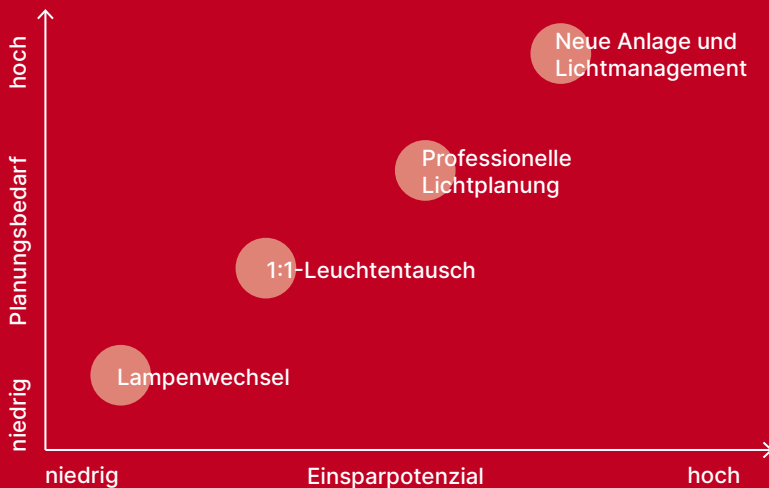 hoch
Neue Anlage und
Lichtmanagement
Professionelle
Lichtplanung
Planungsbedarf
1:1-Leuchtentausch
Lampenwechsel
niedrig
niedrig
Einsparpotenzial
hoch